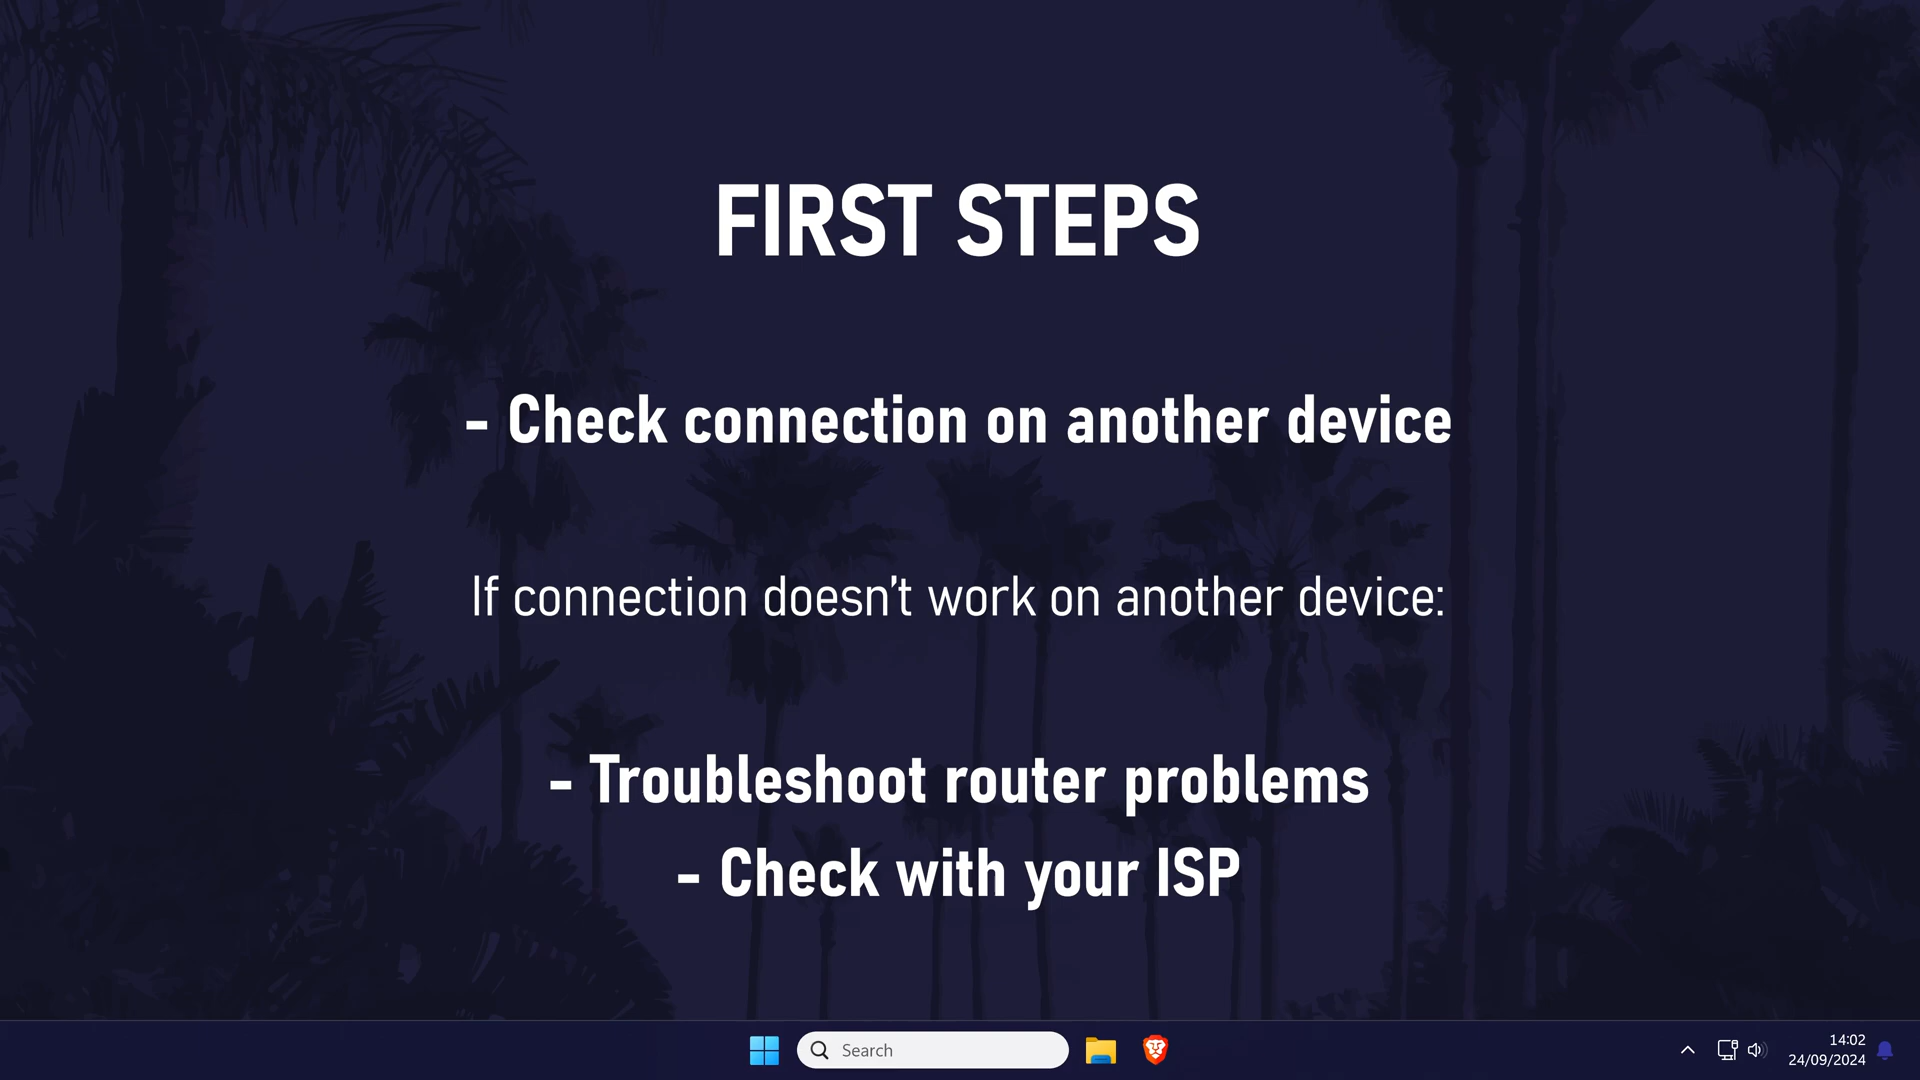 FIRST STEPS
- Check connection on another device
If connection doesn't work on another device:
- Troubleshoot router problems
- Check with your ISP
Search
14:02
24/09/2024